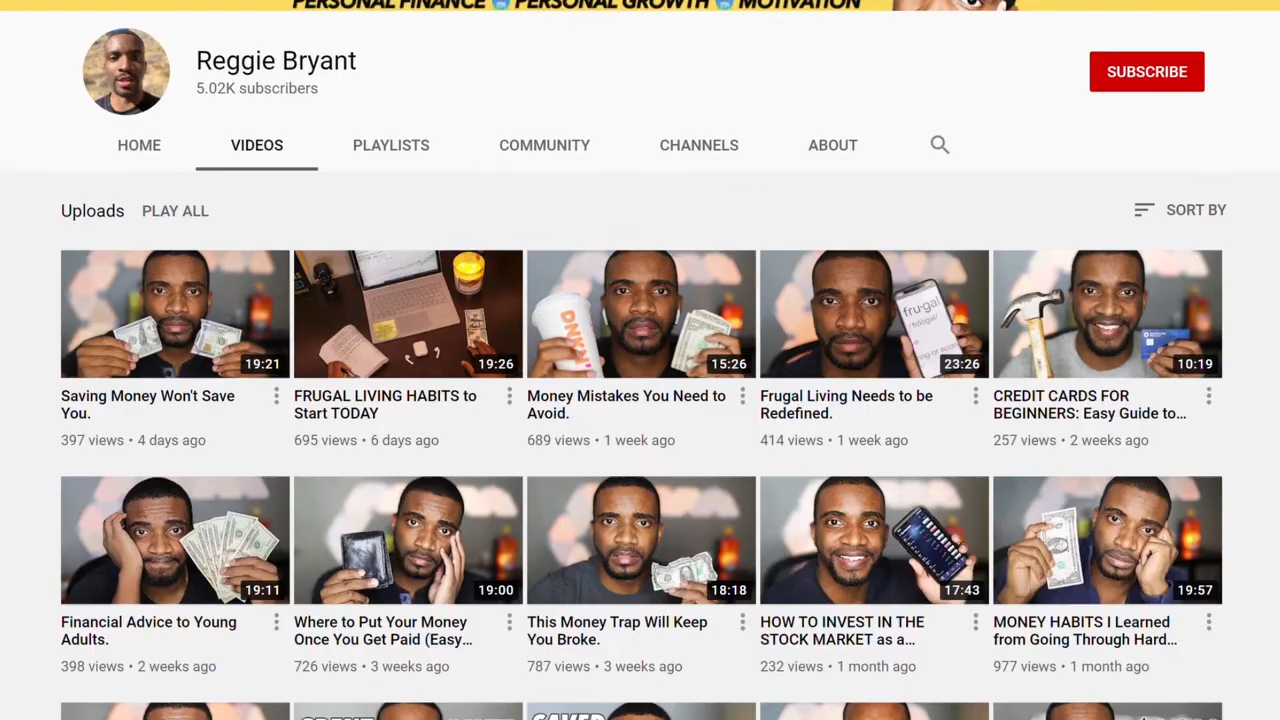 PERSONAL FINANCE PERSONAL GROWTH MOTIVATION
Reggie Bryant
5.02K subscribers
SUBSCRIBE
HOME VIDEOS PLAYLISTS COMMUNITY CHANNELS ABOUT
Uploads PLAY ALL SORT BY
DNKN'
fru·gal
/ˈfroogəl/
19:21 19:26 15:26 23:26 10:19
Saving Money Won't Save You.
FRUGAL LIVING HABITS to Start TODAY
Money Mistakes You Need to Avoid.
Frugal Living Needs to be Redefined.
CREDIT CARDS FOR BEGINNERS: Easy Guide to...
397 views • 4 days ago
695 views • 6 days ago
689 views • 1 week ago
414 views • 1 week ago
257 views • 2 weeks ago
19:11 19:00 18:18 17:43 19:57
Financial Advice to Young Adults.
Where to Put Your Money Once You Get Paid (Easy...
This Money Trap Will Keep You Broke.
HOW TO INVEST IN THE STOCK MARKET as a...
MONEY HABITS I Learned from Going Through Hard...
398 views • 2 weeks ago
726 views • 3 weeks ago
787 views • 3 weeks ago
232 views • 1 month ago
977 views • 1 month ago